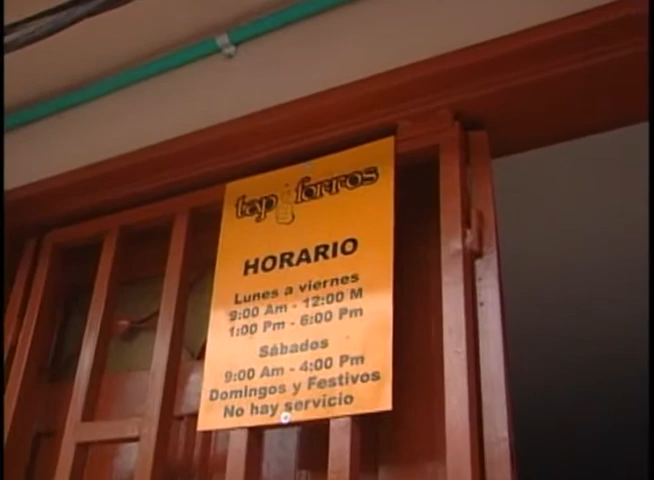 top forros
HORARIO
Lunes a viernes
9:00 Am - 12:00 M
1:00 Pm - 6:00 Pm
Sábados
9:00 Am - 4:00 Pm
Domingos y Festivos
No hay servicio